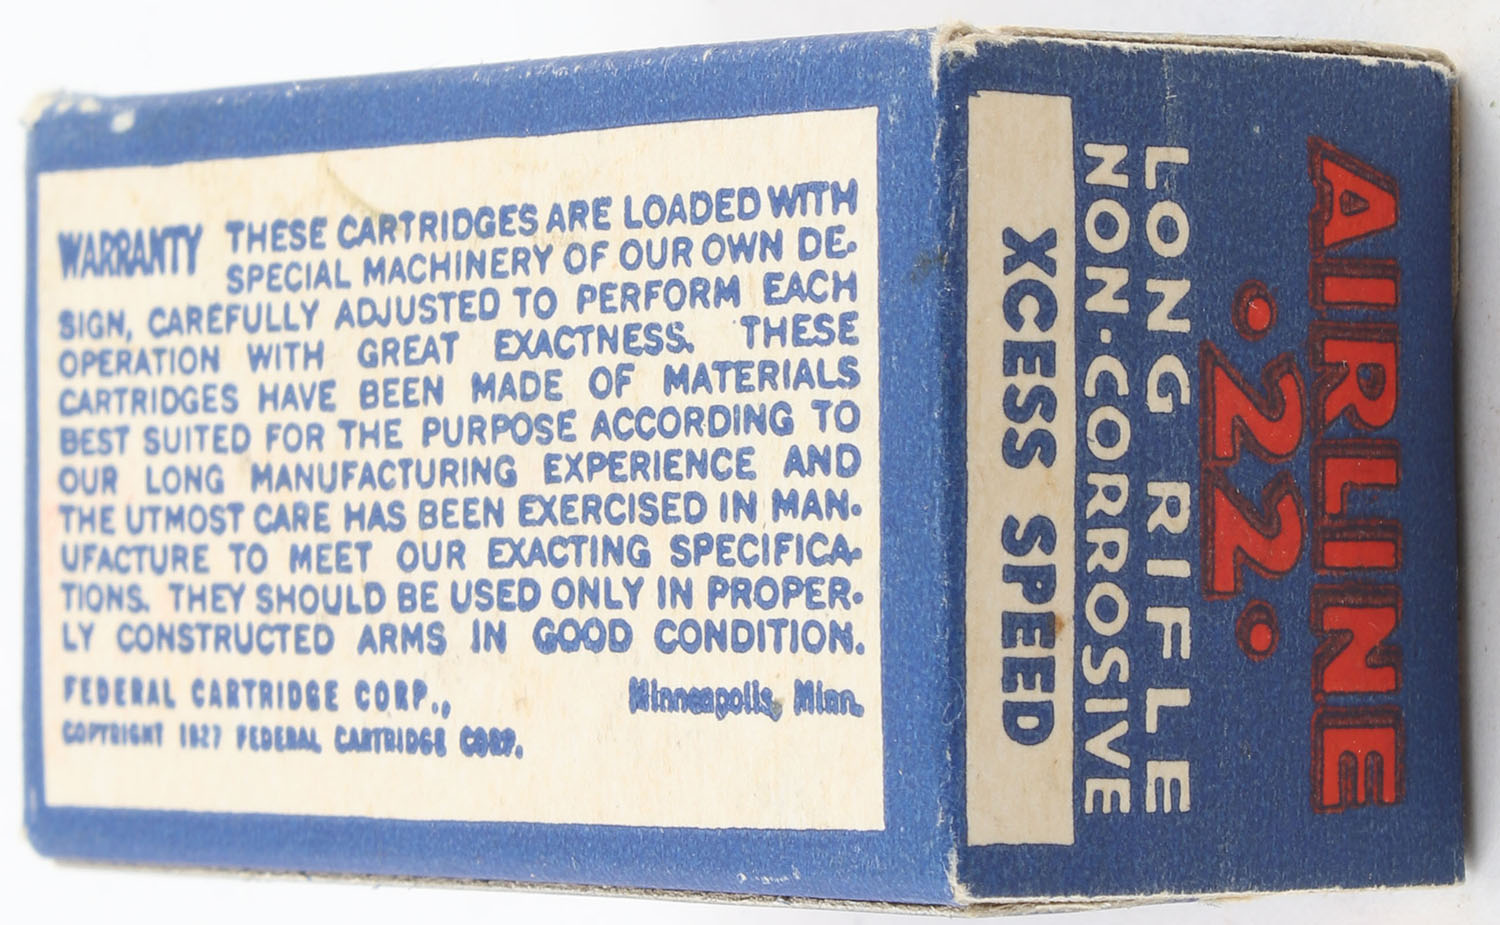 WARRANTY THESE CARTRIDGES ARE LOADED WITH
SPECIAL MACHINERY OF OUR OWN DE-
SIGN, CAREFULLY ADJUSTED TO PERFORM EACH
OPERATION WITH GREAT EXACTNESS. THESE
CARTRIDGES HAVE BEEN MADE OF MATERIALS
BEST SUITED FOR THE PURPOSE ACCORDING TO
OUR LONG MANUFACTURING EXPERIENCE AND
THE UTMOST CARE HAS BEEN EXERCISED IN MAN-
UFACTURE TO MEET OUR EXACTING SPECIFICA-
TIONS. THEY SHOULD BE USED ONLY IN PROPER-
LY CONSTRUCTED ARMS IN GOOD CONDITION.
FEDERAL CARTRIDGE CORP., Minneapolis, Minn.
COPYRIGHT 1927 FEDERAL CARTRIDGE CORP.
AIRLINE
·22·
LONG RIFLE
NON-CORROSIVE
XCESS SPEED